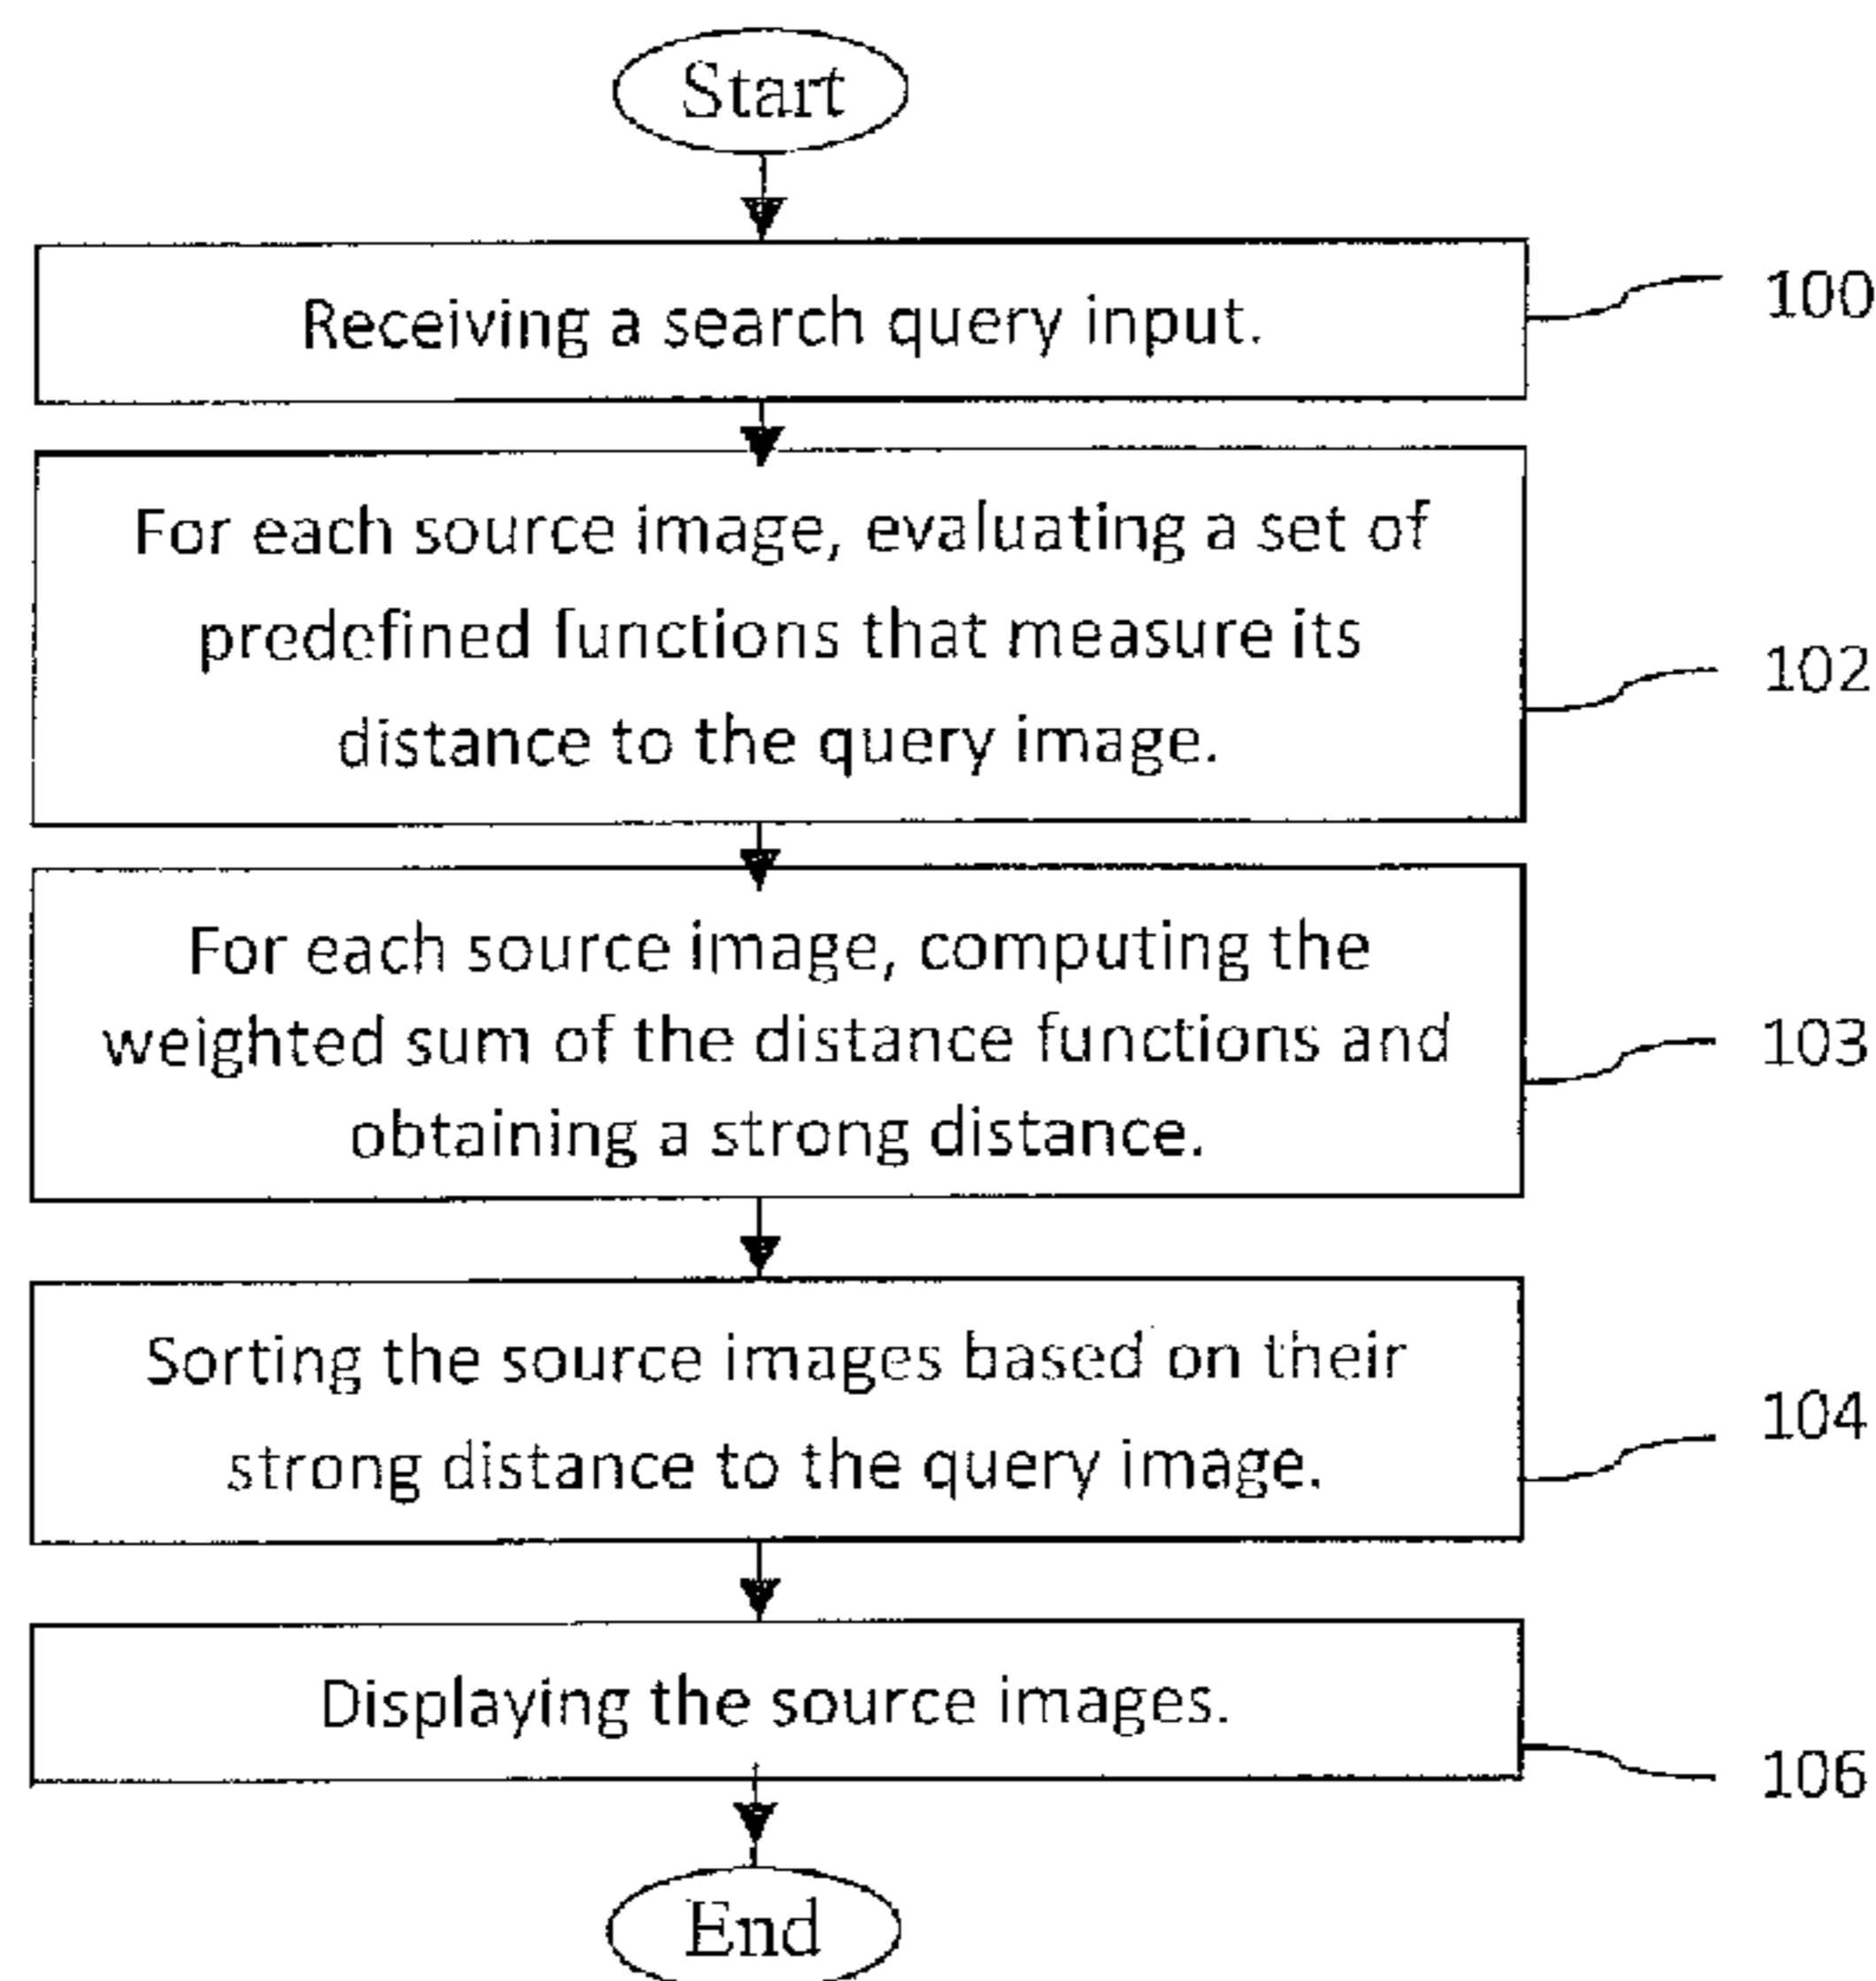 Start
Receiving a search query input.
100
For each source image, evaluating a set of
predefined functions that measure its
distance to the query image.
102
For each source image, computing the
weighted sum of the distance functions and
obtaining a strong distance.
103
Sorting the source images based on their
strong distance to the query image.
104
Displaying the source images.
106
End